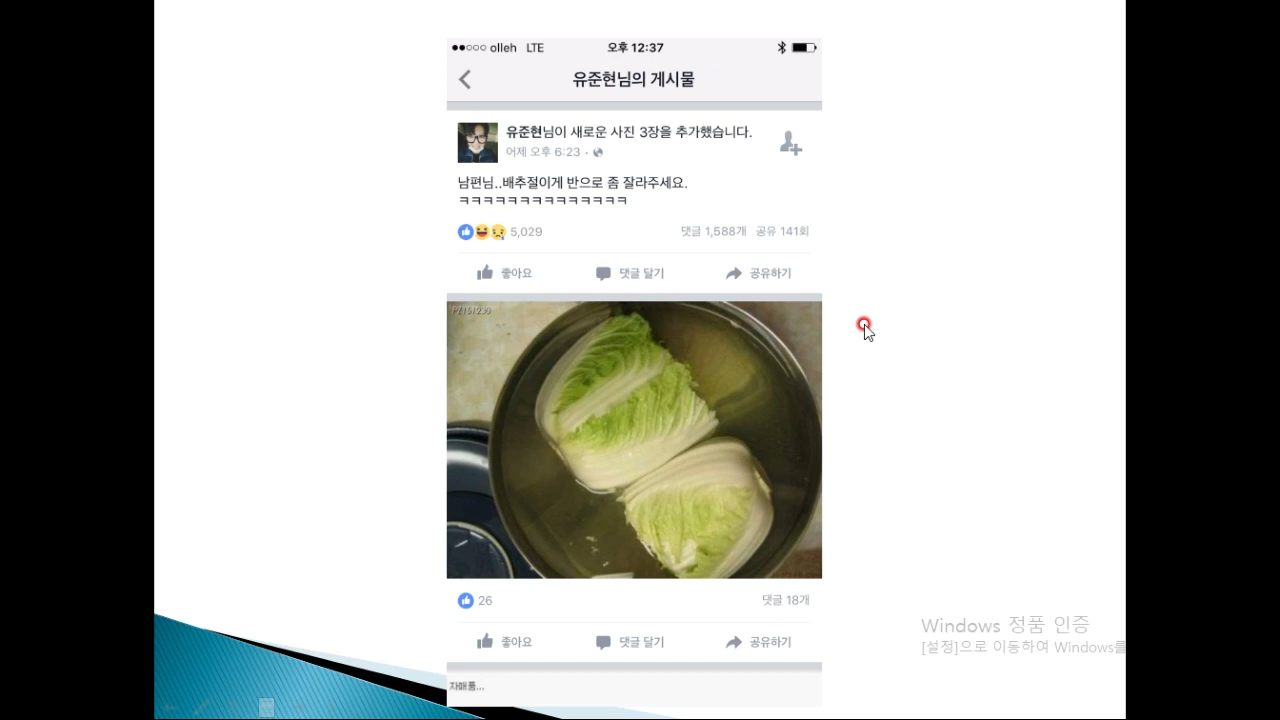 olleh LTE 오후 12:37
유준현님의 게시물
유준현님이 새로운 사진 3장을 추가했습니다.
어제 오후 6:23
남편님..배추절이게 반으로 좀 잘라주세요.
ㅋㅋㅋㅋㅋㅋㅋㅋㅋㅋㅋㅋㅋㅋ
5,029 댓글 1,588개 공유 141회
좋아요 댓글 달기 공유하기
26 댓글 18개
좋아요 댓글 달기 공유하기
Windows 정품 인증
[설정]으로 이동하여 Windows를